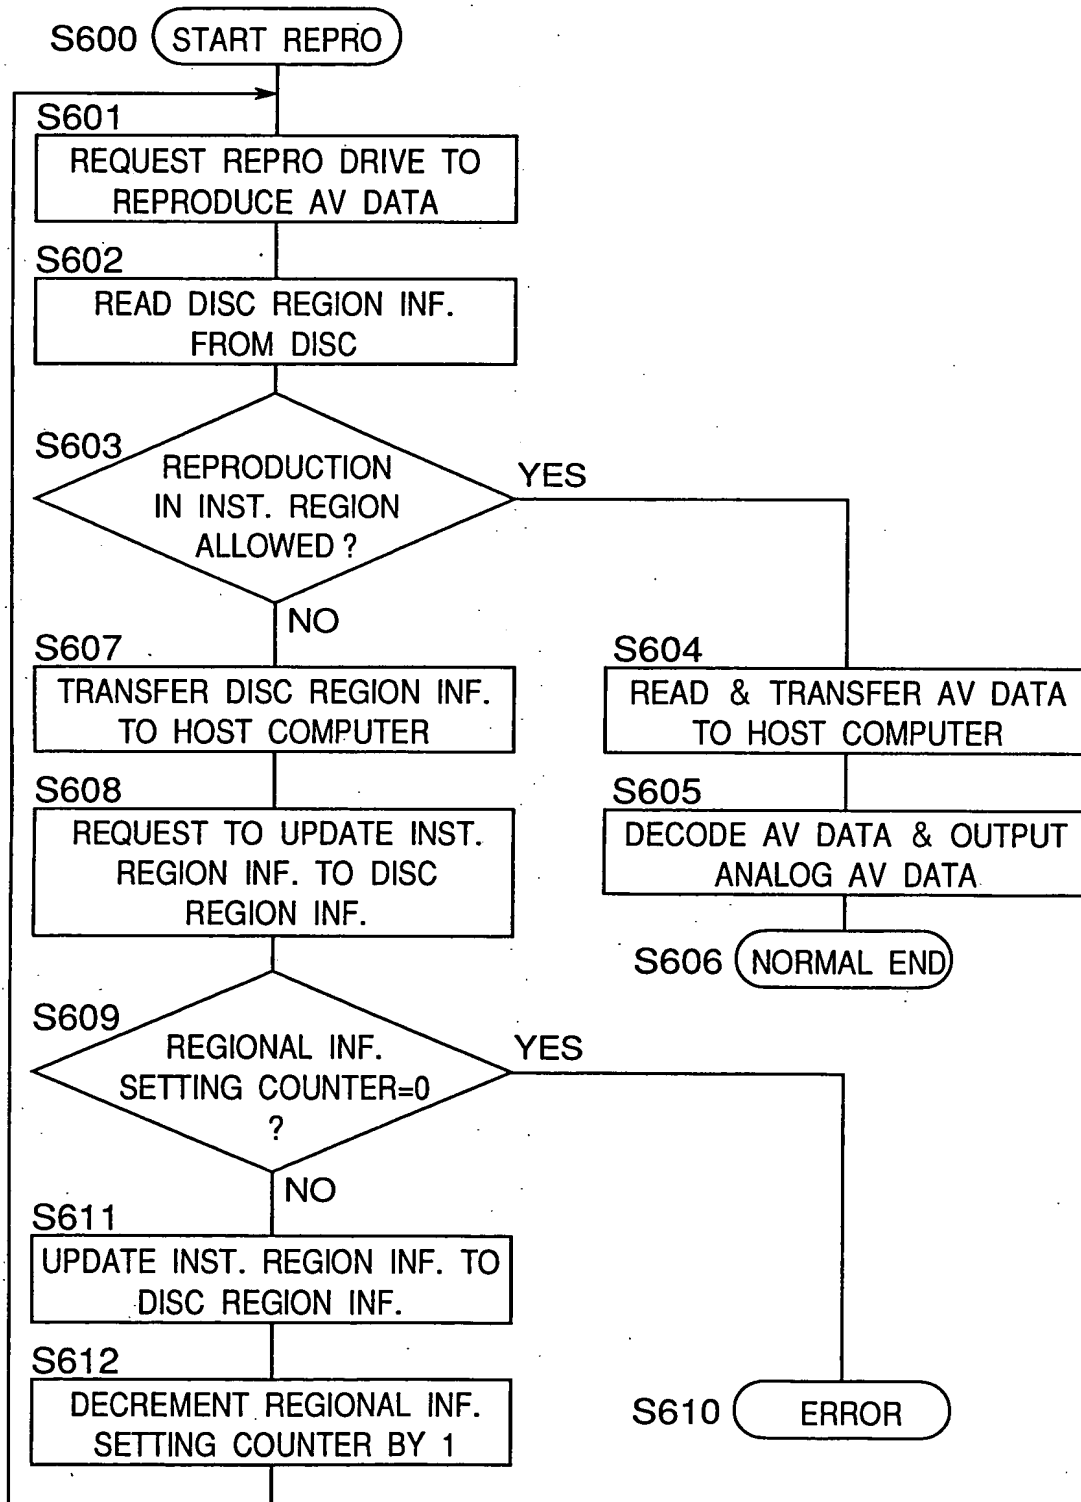 S600 START REPRO
S601
REQUEST REPRO DRIVE TO
REPRODUCE AV DATA
S602
READ DISC REGION INF.
FROM DISC
S603
REPRODUCTION
IN INST. REGION
ALLOWED ?
YES
NO
S607
TRANSFER DISC REGION INF.
TO HOST COMPUTER
S604
READ & TRANSFER AV DATA
TO HOST COMPUTER
S608
REQUEST TO UPDATE INST.
REGION INF. TO DISC
REGION INF.
S605
DECODE AV DATA & OUTPUT
ANALOG AV DATA
S606 NORMAL END
S609
REGIONAL INF.
SETTING COUNTER=0
?
YES
NO
S611
UPDATE INST. REGION INF. TO
DISC REGION INF.
S612
DECREMENT REGIONAL INF.
SETTING COUNTER BY 1
S610 ERROR